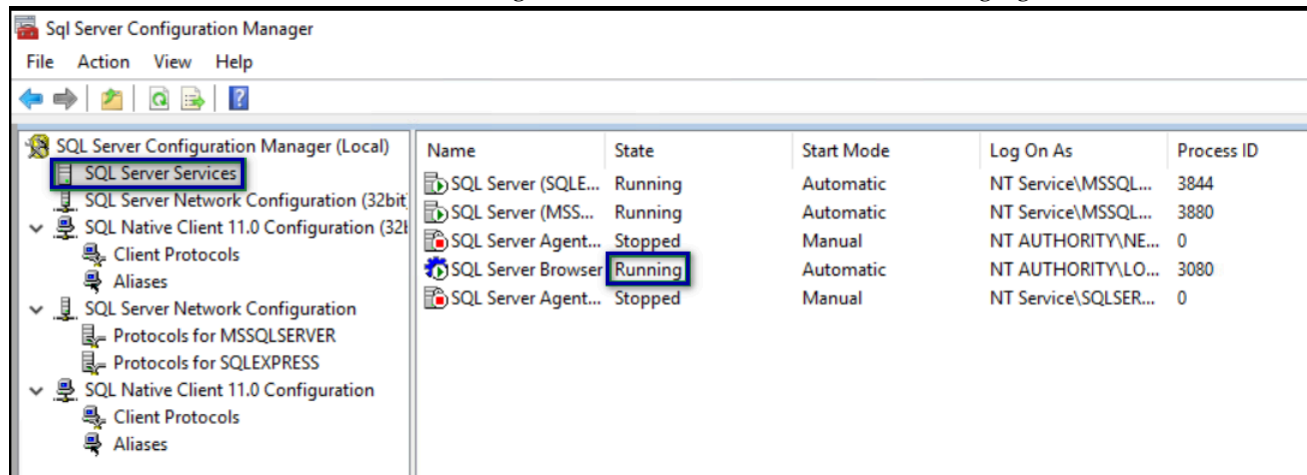 Sql Server Configuration Manager
File Action View Help
SQL Server Configuration Manager (Local)
SQL Server Services
SQL Server Network Configuration (32bit
SQL Native Client 11.0 Configuration (32
Client Protocols
Aliases
SQL Server Network Configuration
Protocols for MSSQLSERVER
Protocols for SQLEXPRESS
SQL Native Client 11.0 Configuration
Client Protocols
Aliases
Name State Start Mode Log On As Process ID
SQL Server (SQLE... Running Automatic NT Service\MSSQL... 3844
SQL Server (MSS... Running Automatic NT Service\MSSQL... 3880
SQL Server Agent... Stopped Manual NT AUTHORITY\NE... 0
SQL Server Browser Running Automatic NT AUTHORITY\LO... 3080
SQL Server Agent... Stopped Manual NT Service\SQLSER... 0